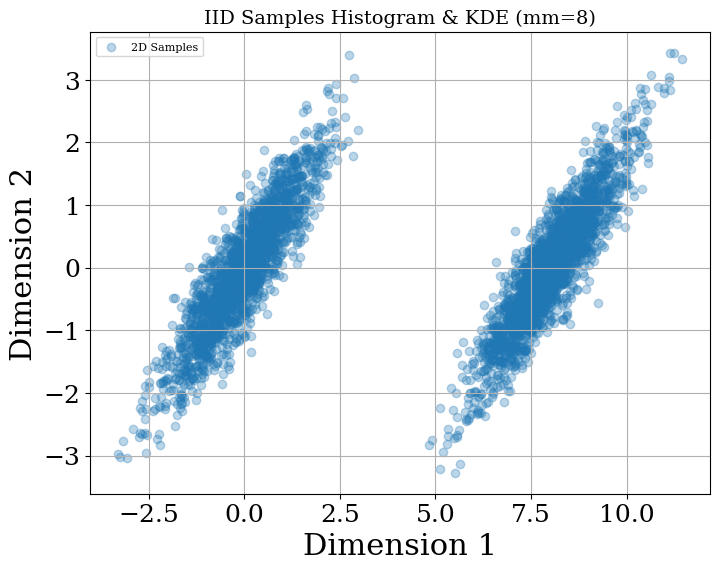 IID Samples Histogram & KDE (mm=8)
2D Samples
Dimension 2
3
2
1
0
−1
−2
−3
−2.5 0.0 2.5 5.0 7.5 10.0
Dimension 1